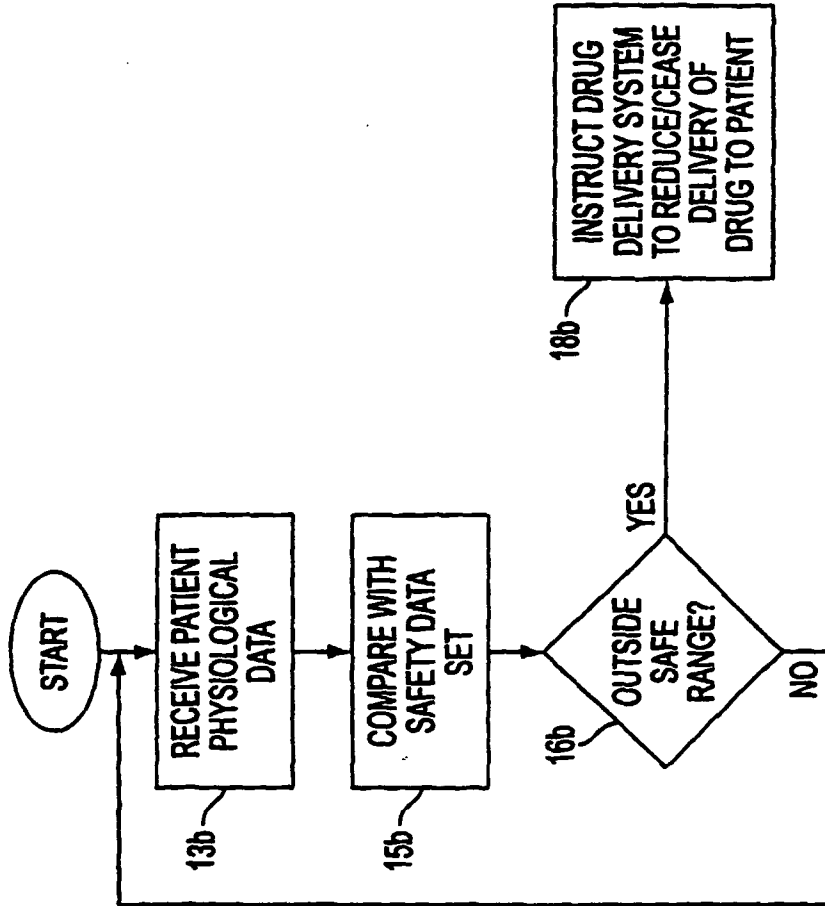 START
RECEIVE PATIENT
PHYSIOLOGICAL
DATA
13b
COMPARE WITH
SAFETY DATA
SET
15b
OUTSIDE
SAFE
RANGE?
16b
YES
NO
INSTRUCT DRUG
DELIVERY SYSTEM
TO REDUCE/CEASE
DELIVERY OF
DRUG TO PATIENT
18b